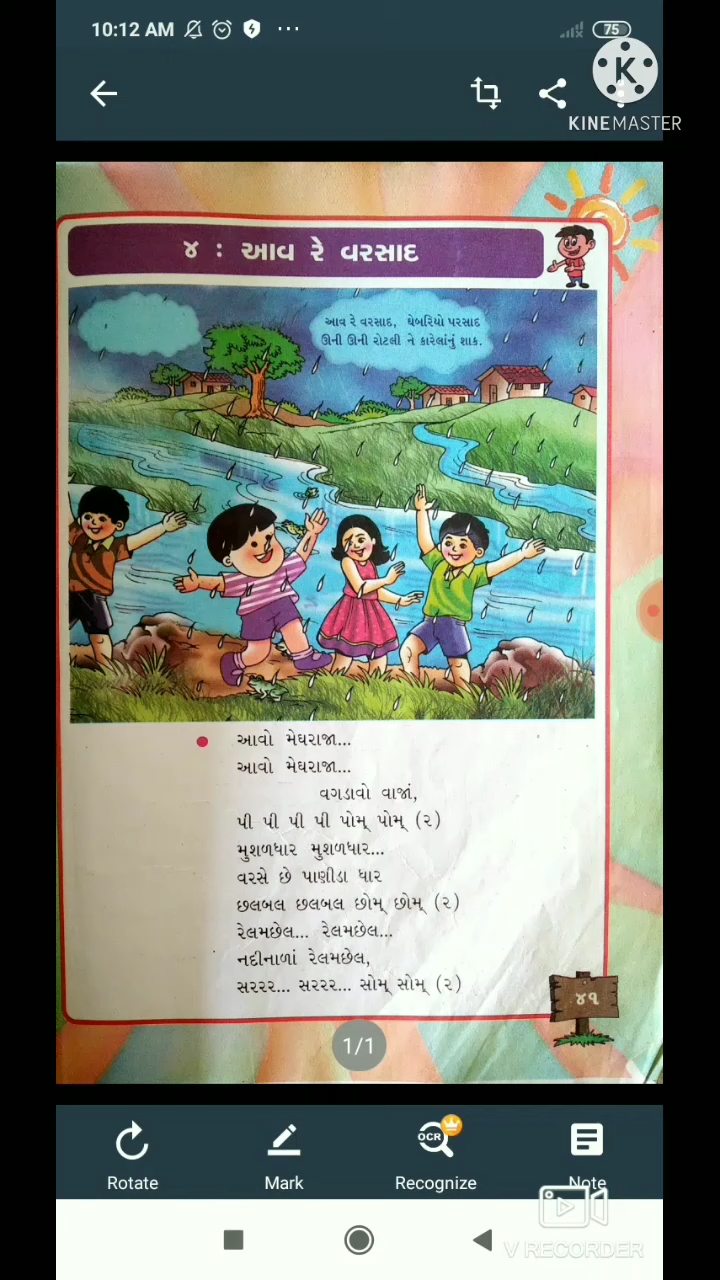 10:12 AM
75
K
KINEMASTER
૪ : આવ રે વરસાદ
આવ રે વરસાદ, ઘેબરિયો પરસાદ
ઊની ઊની રોટલી ને કારેલાંનું શાક.
આવો મેઘરાજા...
આવો મેઘરાજા...
વગડાવો વાજાં,
પી પી પી પી પોમ્ પોમ્ (૨)
મુશળધાર મુશળધાર...
વરસે છે પાણીડા ધાર
છલબલ છલબલ છોમ્ છોમ્ (૨)
રેલમછેલ... રેલમછેલ...
નદીનાળાં રેલમછેલ,
સરરર... સરરર... સોમ્ સોમ્ (૨)
૪૧
1/1
OCR
Rotate
Mark
Recognize
Note
V RECORDER